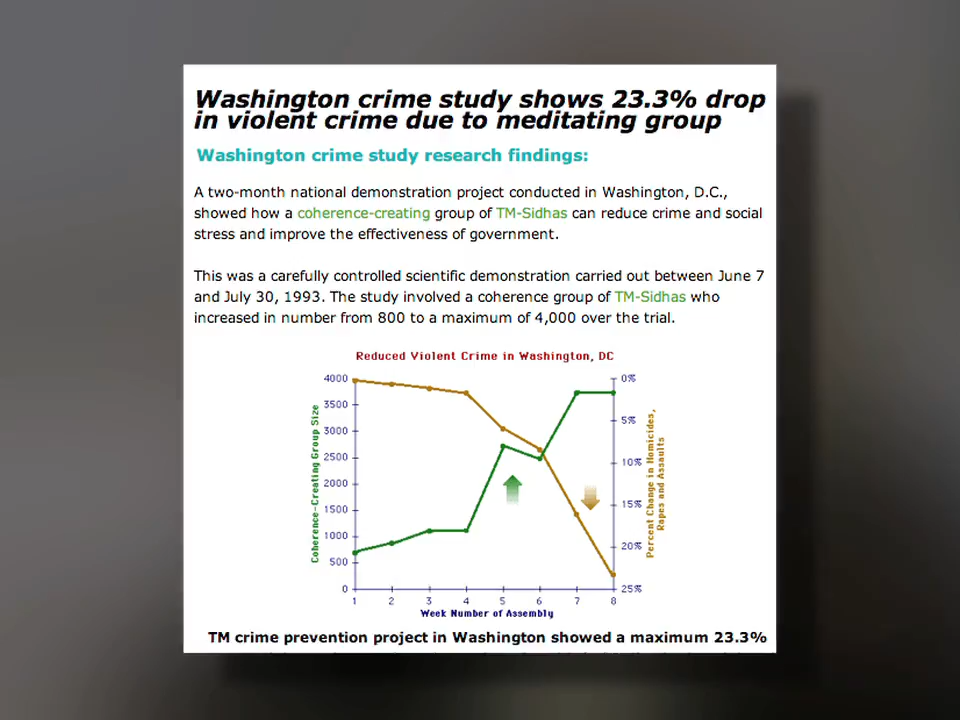 Washington crime study shows 23.3% drop
in violent crime due to meditating group
Washington crime study research findings:
A two-month national demonstration project conducted in Washington, D.C.,
showed how a coherence-creating group of TM-Sidhas can reduce crime and social
stress and improve the effectiveness of government.
This was a carefully controlled scientific demonstration carried out between June 7
and July 30, 1993. The study involved a coherence group of TM-Sidhas who
increased in number from 800 to a maximum of 4,000 over the trial.
Reduced Violent Crime in Washington, DC
Coherence-Creating Group Size
4000
3500
3000
2500
2000
1500
1000
500
0
0%
5%
10%
15%
20%
25%
Percent Change in Homicides,
Rapes and Assaults
1 2 3 4 5 6 7 8
Week Number of Assembly
TM crime prevention project in Washington showed a maximum 23.3%